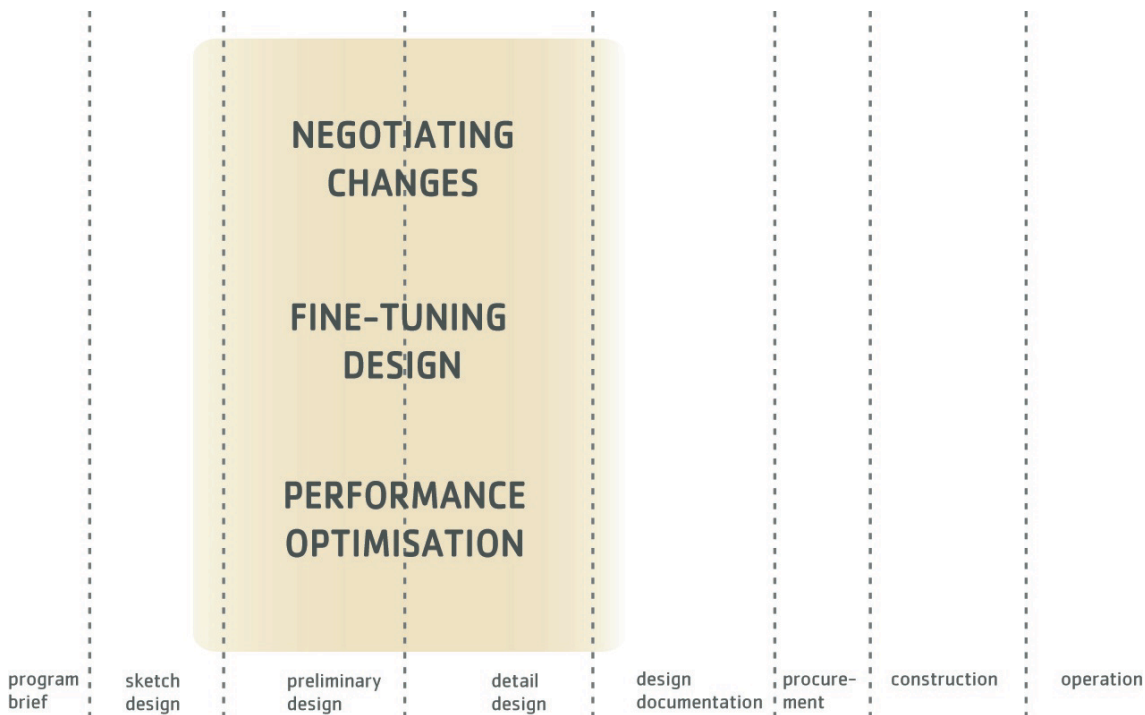 NEGOTIATING
CHANGES
FINE-TUNING
DESIGN
PERFORMANCE
OPTIMISATION
program
brief
sketch
design
preliminary
design
detail
design
design
documentation
procure-
ment
construction
operation